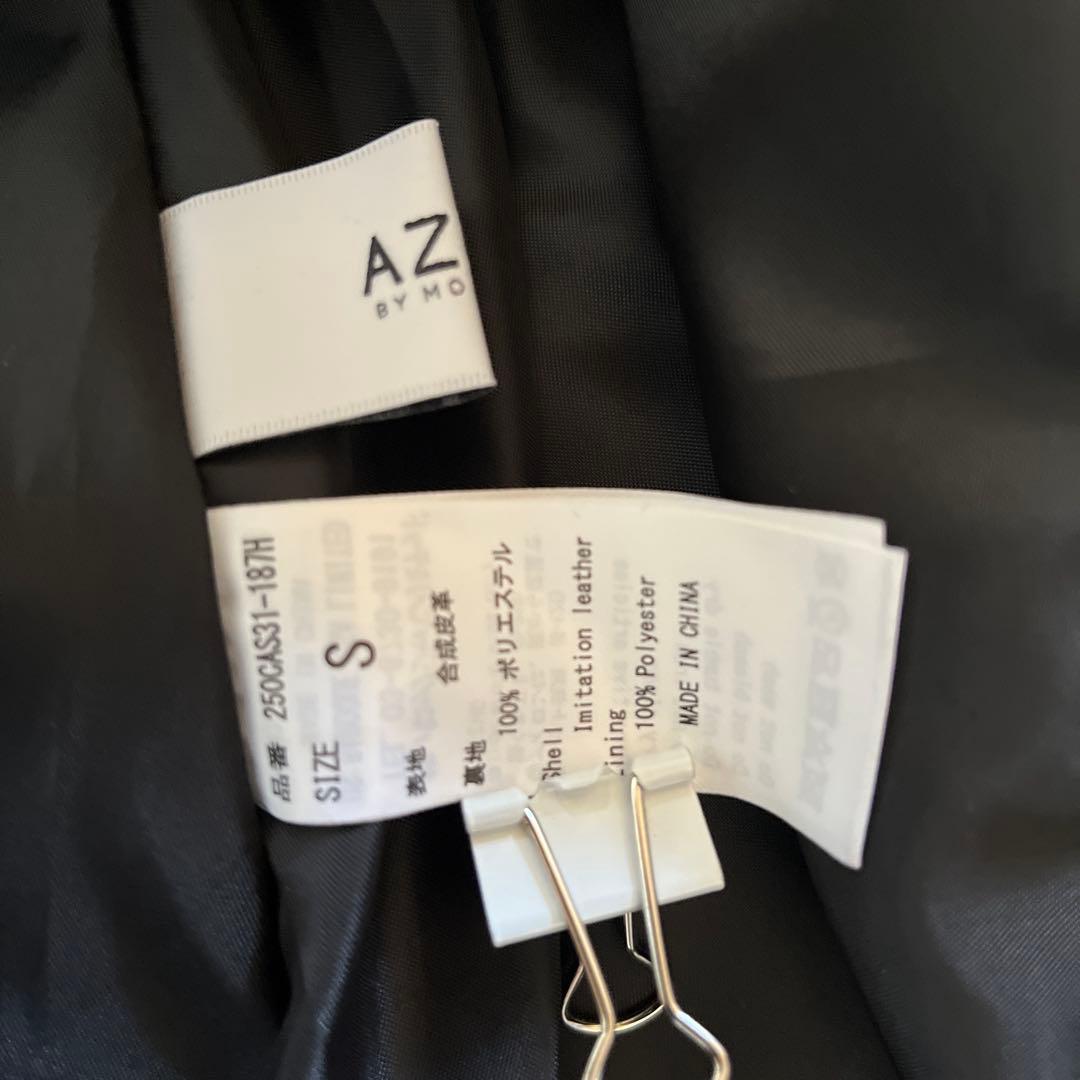 AZ
BY MO
品番 250CAS31-187H
SIZE S
表地
合成皮革
裏地
100% ポリエステル
Shell
Imitation leather
Lining
100% Polyester
MADE IN CHINA